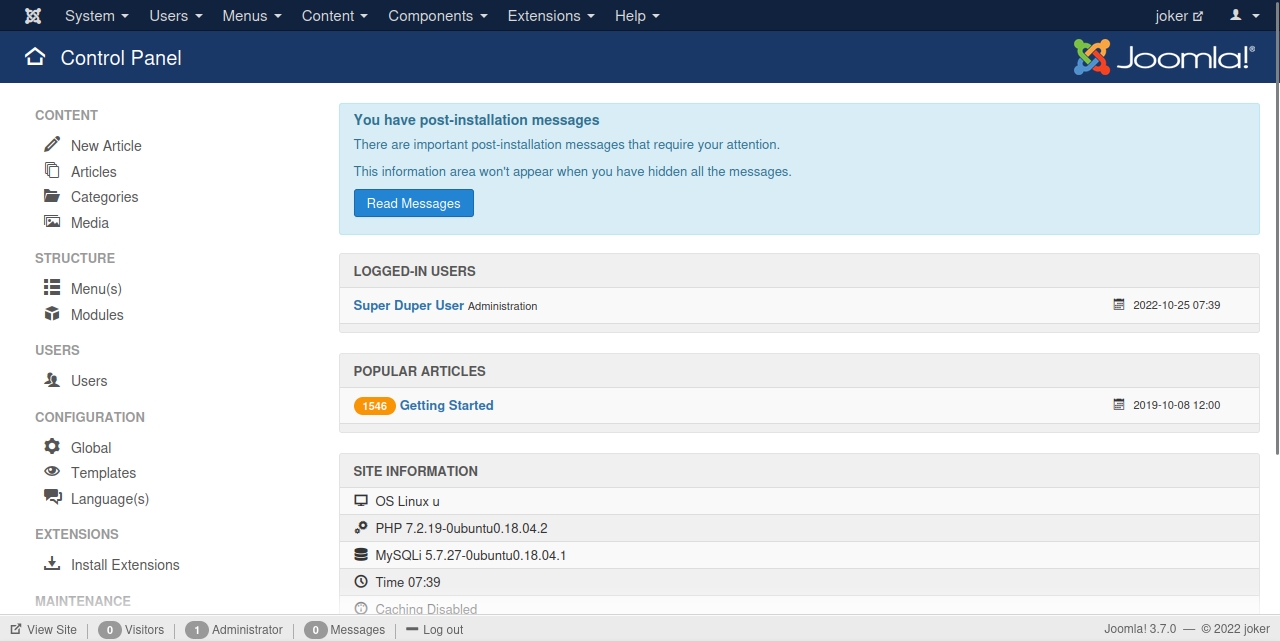 System Users Menus Content Components Extensions Help joker
Control Panel
Joomla!®
CONTENT
New Article
Articles
Categories
Media
STRUCTURE
Menu(s)
Modules
USERS
Users
CONFIGURATION
Global
Templates
Language(s)
EXTENSIONS
Install Extensions
MAINTENANCE
You have post-installation messages
There are important post-installation messages that require your attention.
This information area won't appear when you have hidden all the messages.
Read Messages
LOGGED-IN USERS
Super Duper User Administration 2022-10-25 07:39
POPULAR ARTICLES
1546 Getting Started 2019-10-08 12:00
SITE INFORMATION
OS Linux u
PHP 7.2.19-0ubuntu0.18.04.2
MySQLi 5.7.27-0ubuntu0.18.04.1
Time 07:39
Caching Disabled
View Site 0 Visitors 1 Administrator 0 Messages Log out Joomla! 3.7.0 — © 2022 joker